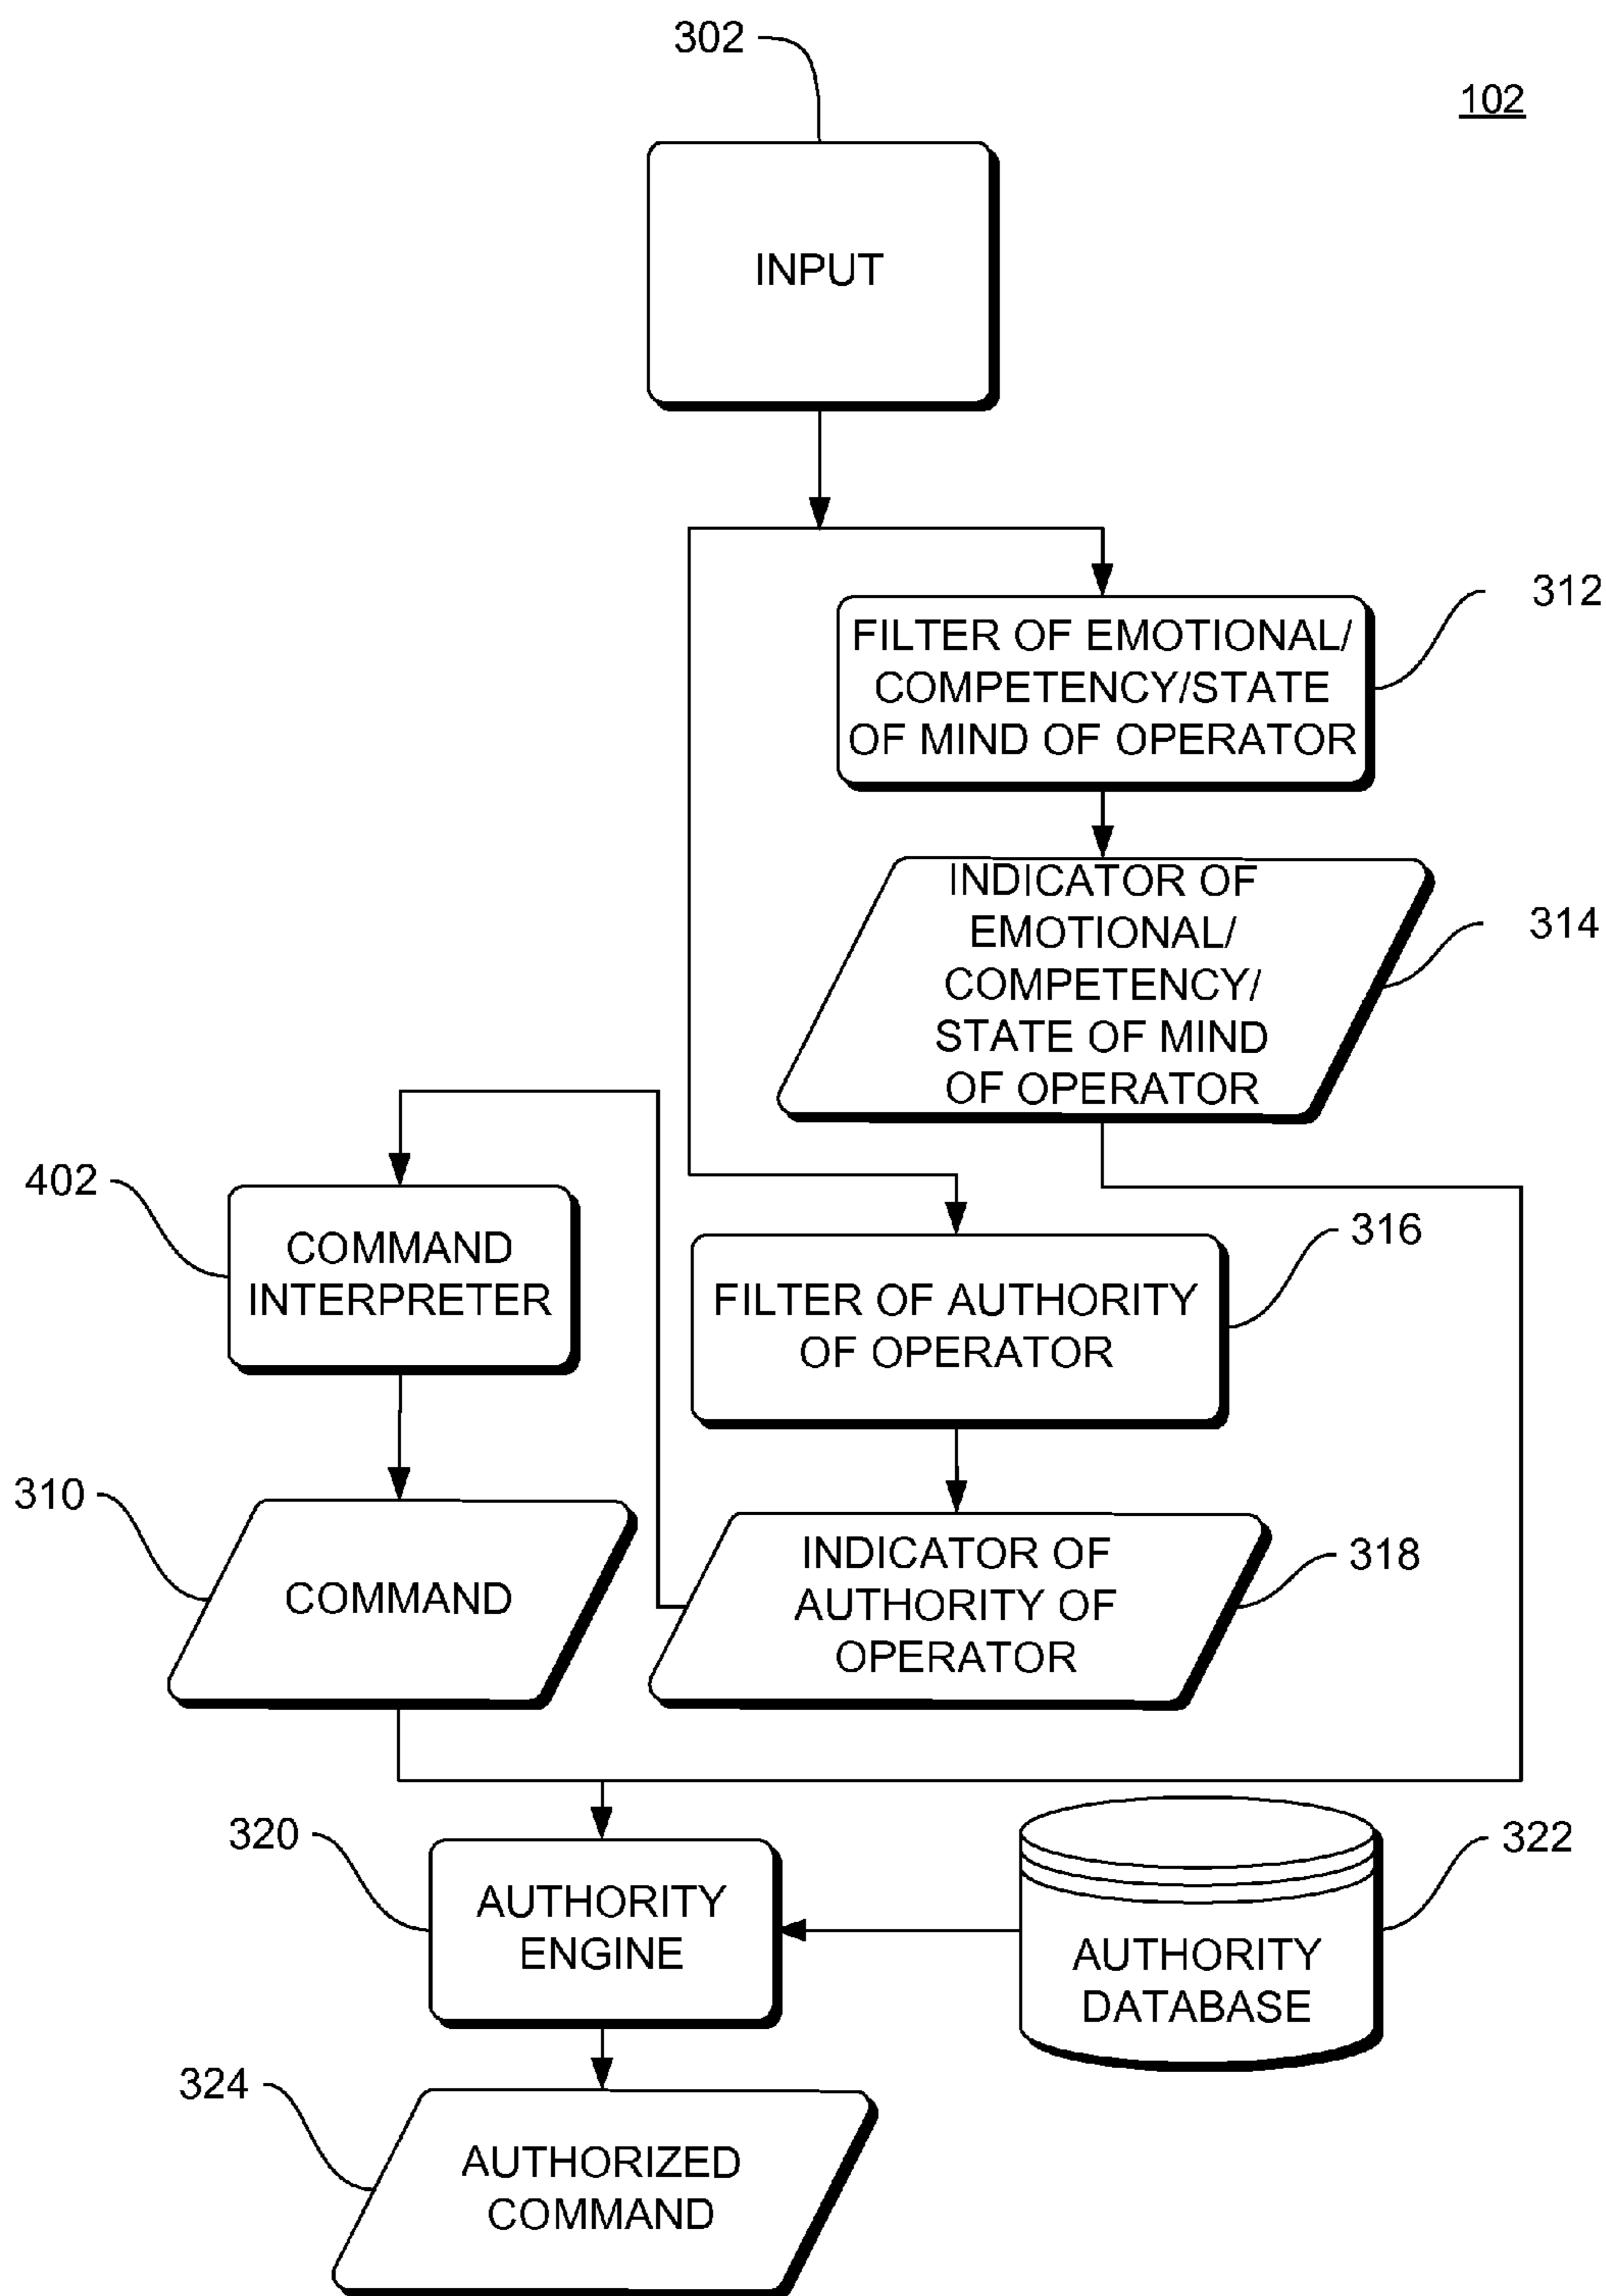 302
102
INPUT
312
FILTER OF EMOTIONAL/
COMPETENCY/STATE
OF MIND OF OPERATOR
INDICATOR OF
EMOTIONAL/
COMPETENCY/
STATE OF MIND
OF OPERATOR
314
402
COMMAND
INTERPRETER
316
FILTER OF AUTHORITY
OF OPERATOR
310
COMMAND
INDICATOR OF
AUTHORITY OF
OPERATOR
318
320
AUTHORITY
ENGINE
322
AUTHORITY
DATABASE
324
AUTHORIZED
COMMAND